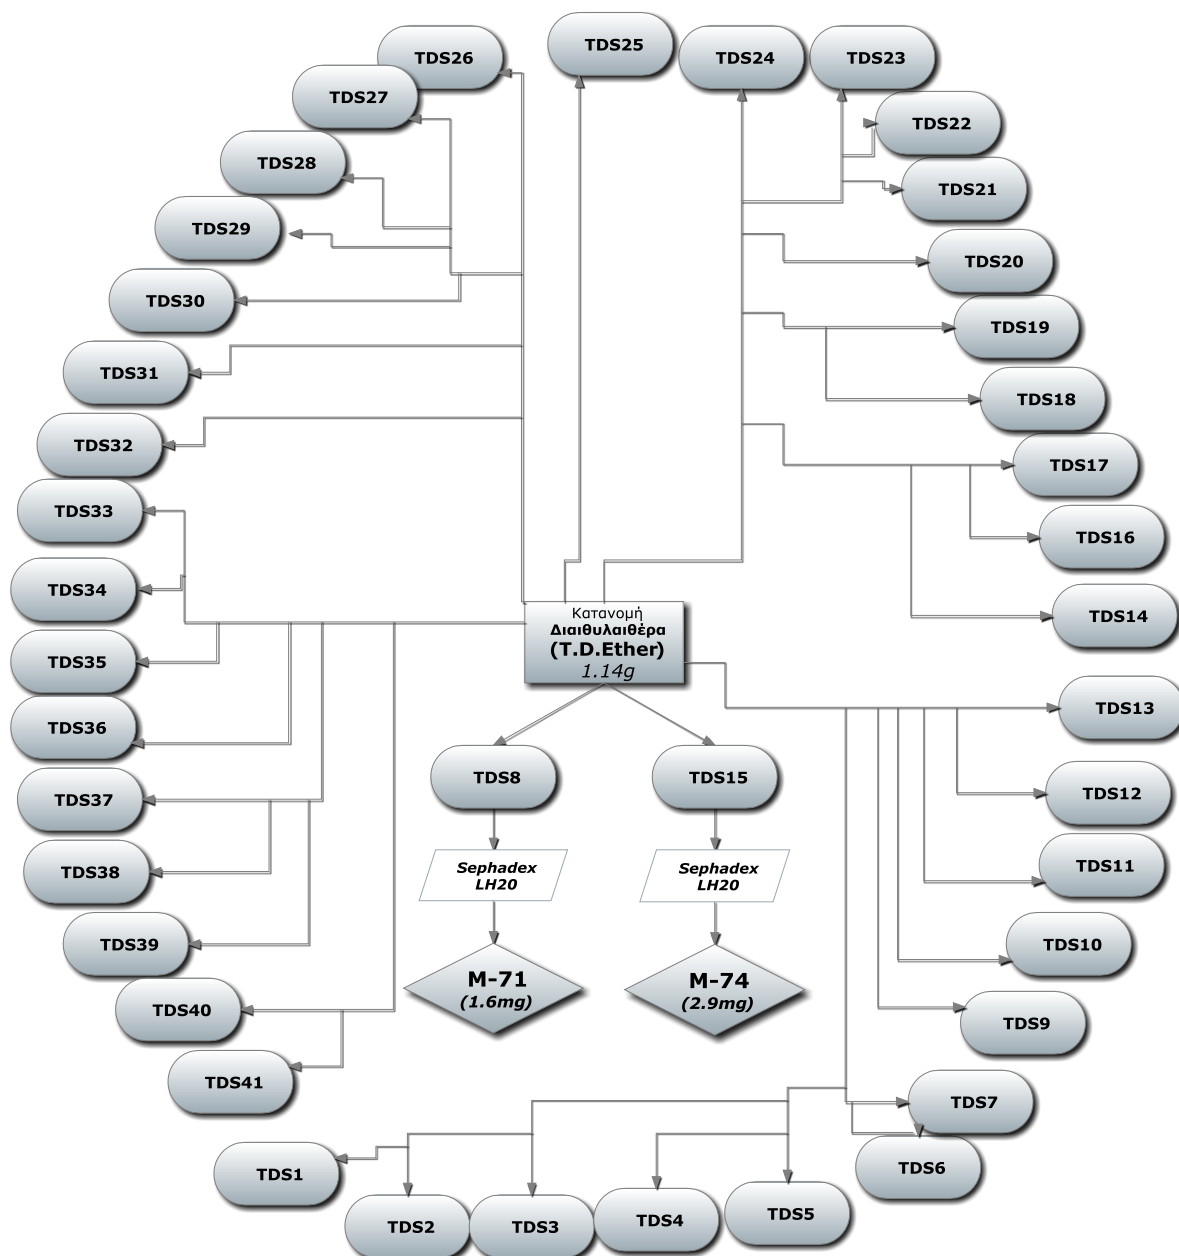 TDS25
TDS26
TDS24
TDS23
TDS27
TDS22
TDS28
TDS21
TDS29
TDS20
TDS30
TDS19
TDS31
TDS18
TDS32
TDS17
TDS33
TDS16
TDS34
Κατανομή
Διαιθυλαιθέρα
(T.D.Ether)
1.14g
TDS14
TDS35
TDS13
TDS36
TDS8
TDS15
TDS12
TDS37
TDS11
TDS38
Sephadex
LH20
Sephadex
LH20
TDS39
TDS10
M-71
(1.6mg)
M-74
(2.9mg)
TDS40
TDS9
TDS41
TDS7
TDS6
TDS1
TDS2
TDS3
TDS4
TDS5